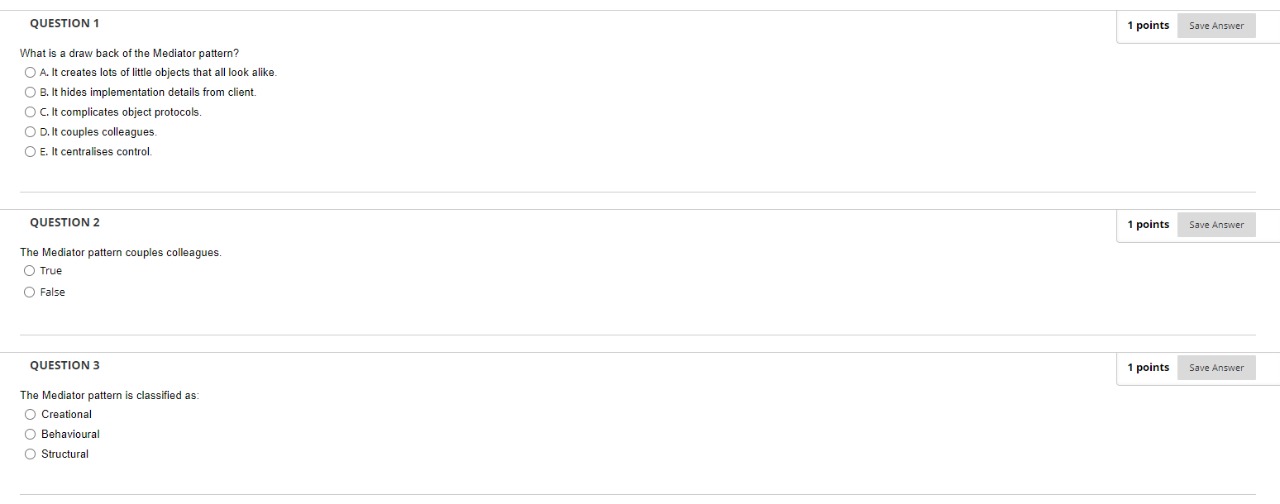 QUESTION 1
1 points
Save Answer
What is a draw back of the Mediator pattern?
A. It creates lots of little objects that all look alike.
B. It hides implementation details from client.
C. It complicates object protocols.
D. It couples colleagues.
E. It centralises control.
QUESTION 2
1 points
Save Answer
The Mediator pattern couples colleagues.
True
False
QUESTION 3
1 points
Save Answer
The Mediator pattern is classified as:
Creational
Behavioural
Structural